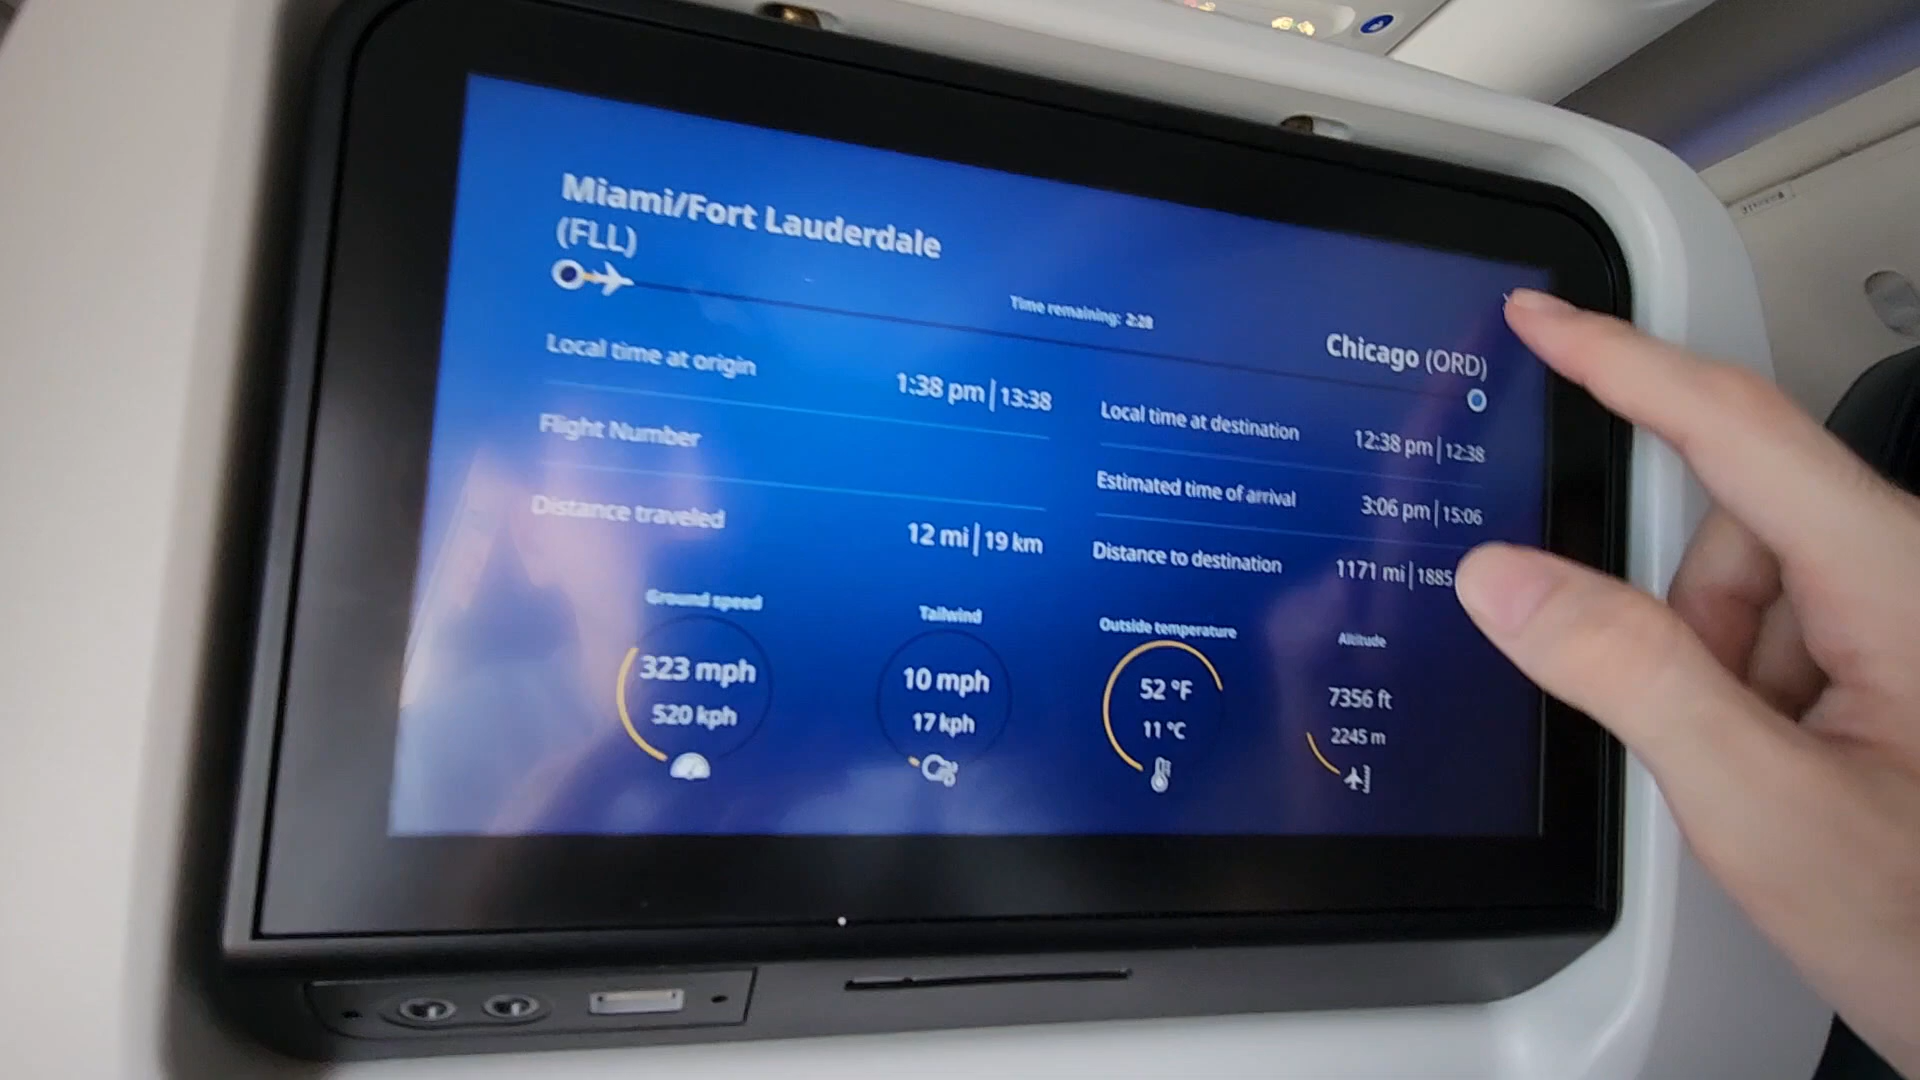 Miami/Fort Lauderdale
(FLL)
Time remaining: 2:28
Chicago (ORD)
Local time at origin 1:38 pm|13:38
Flight Number
Distance traveled 12 mi|19 km
Local time at destination 12:38 pm|12:38
Estimated time of arrival 3:06 pm|15:06
Distance to destination 1171 mi|1885
Ground speed
323 mph
520 kph
Tailwind
10 mph
17 kph
Outside temperature
52 °F
11 °C
Altitude
7356 ft
2245 m